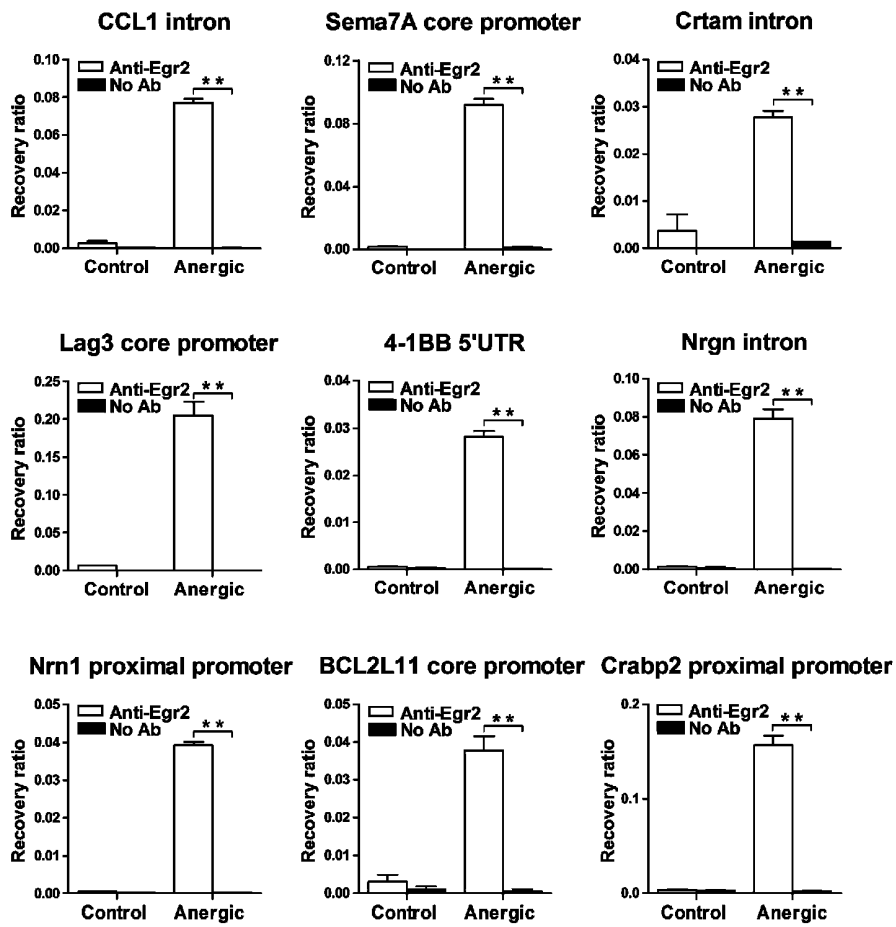 CCL1 intron
Anti-Egr2
No Ab
**
Recovery ratio
0.10
0.08
0.06
0.04
0.02
0.00
Control Anergic
Sema7A core promoter
Anti-Egr2
No Ab
**
Recovery ratio
0.12
0.08
0.04
0.00
Control Anergic
Crtam intron
Anti-Egr2
No Ab
**
Recovery ratio
0.04
0.03
0.02
0.01
0.00
Control Anergic
Lag3 core promoter
Anti-Egr2
No Ab
**
Recovery ratio
0.25
0.20
0.15
0.10
0.05
0.00
Control Anergic
4-1BB 5'UTR
Anti-Egr2
No Ab
**
Recovery ratio
0.04
0.03
0.02
0.01
0.00
Control Anergic
Nrgn intron
Anti-Egr2
No Ab
**
Recovery ratio
0.10
0.08
0.06
0.04
0.02
0.00
Control Anergic
Nrn1 proximal promoter
Anti-Egr2
No Ab
**
Recovery ratio
0.05
0.04
0.03
0.02
0.01
0.00
Control Anergic
BCL2L11 core promoter
Anti-Egr2
No Ab
**
Recovery ratio
0.05
0.04
0.03
0.02
0.01
0.00
Control Anergic
Crabp2 proximal promoter
Anti-Egr2
No Ab
**
Recovery ratio
0.2
0.1
0.0
Control Anergic